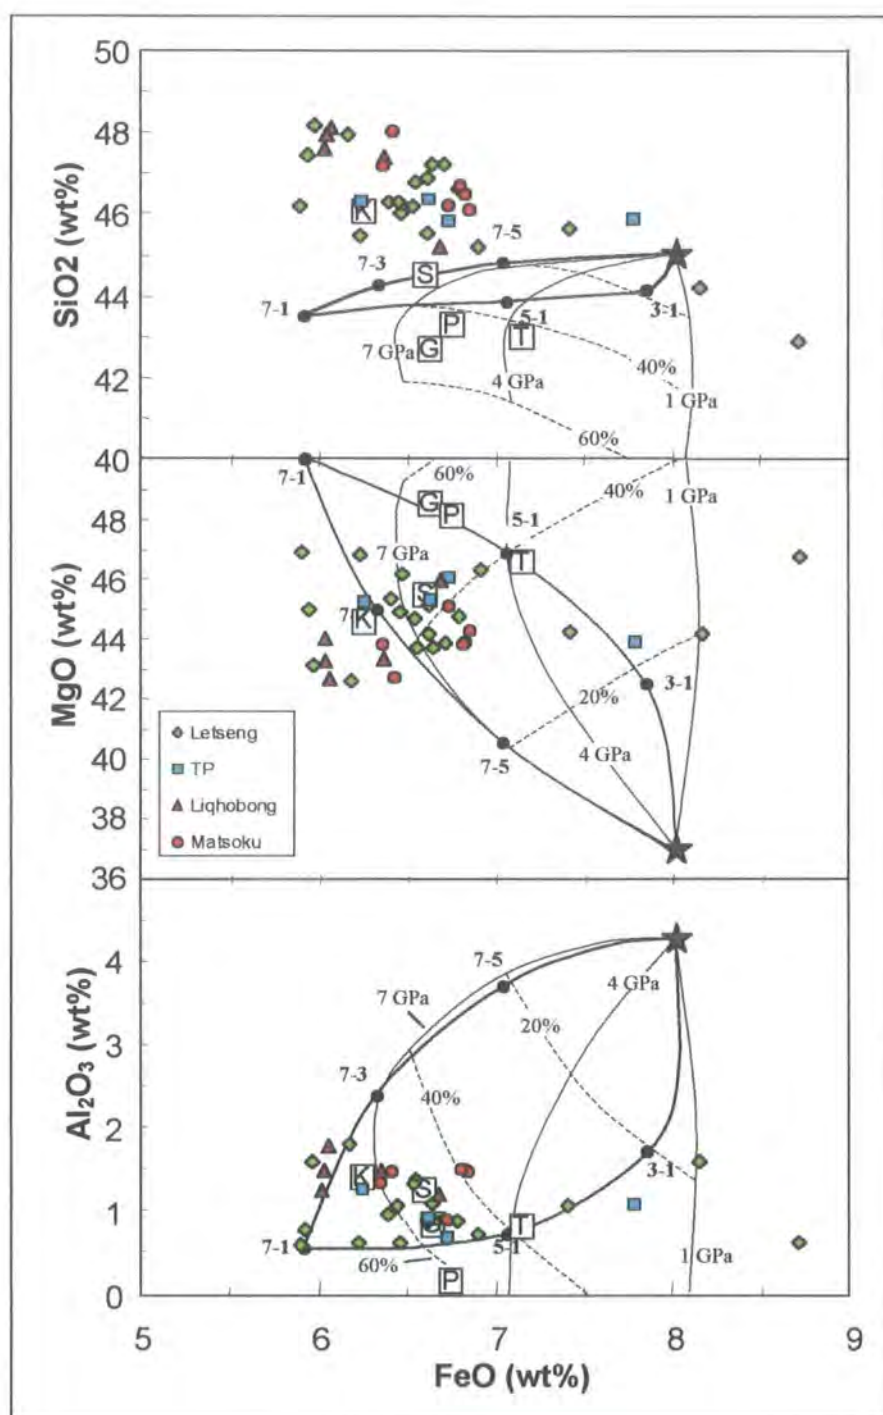 50
48
46
44
42
40
SiO2 (wt%)
K
7-5
7-3
S
7-1
P
5-1
3-1
G
T
7 GPa
40%
4 GPa
1 GPa
60%
7-1
60%
G
P
5-1
40%
1 GPa
48
46
44
42
40
38
36
MgO (wt%)
7 GPa
T
S
7
K
20%
3-1
4 GPa
7-5
Letseng
TP
Liqhobong
Matsoku
4
3
2
1
0
Al₂O₃ (wt%)
7-5
7 GPa
4 GPa
20%
7-3
40%
3-1
K
S
T
7-1
5-1
60%
P
1 GPa
5
6
7
8
9
FeO (wt%)